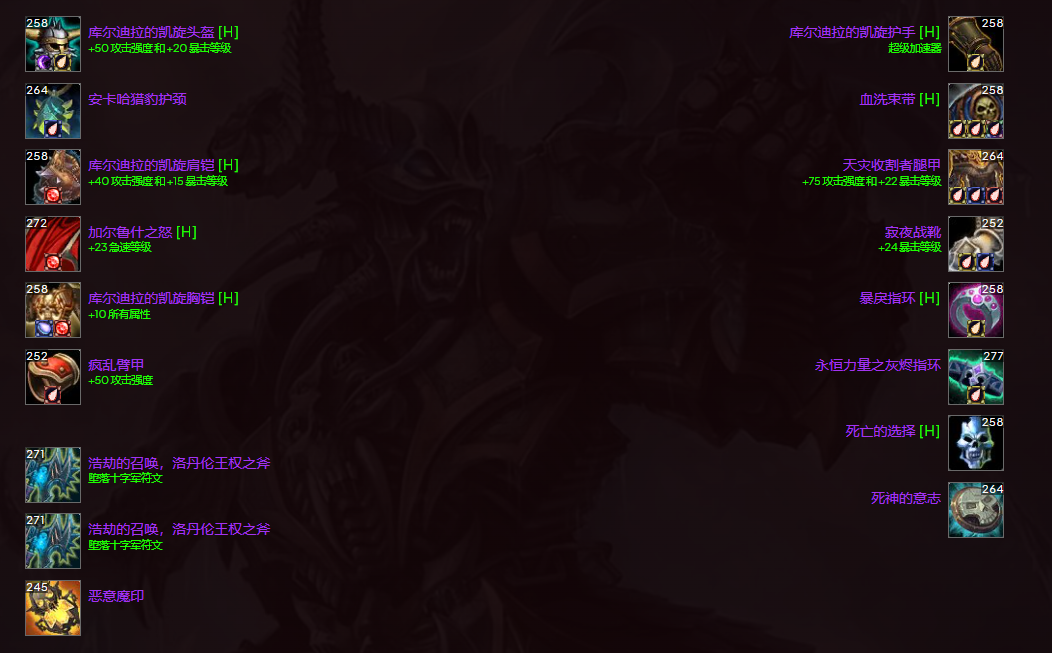 258
库尔迪拉的凯旋头盔 [H]
+50 攻击强度 和 +20 暴击等级
264
安卡哈猎豹护颈
258
库尔迪拉的凯旋肩铠 [H]
+40 攻击强度 和 +15 暴击等级
272
加尔鲁什之怒 [H]
+23 急速等级
258
库尔迪拉的凯旋胸铠 [H]
+10 所有属性
252
疯乱臂甲
+50 攻击强度
271
浩劫的召唤，洛丹伦王权之斧
堕落十字军符文
271
浩劫的召唤，洛丹伦王权之斧
堕落十字军符文
245
恶意魔印
库尔迪拉的凯旋护手 [H]
超级加速器
258
血洗束带 [H]
258
天灾收割者腿甲
+75 攻击强度 和 +22 暴击等级
264
寂夜战靴
+24 暴击等级
252
暴戾指环 [H]
258
永恒力量之灰烬指环
277
死亡的选择 [H]
258
死神的意志
264